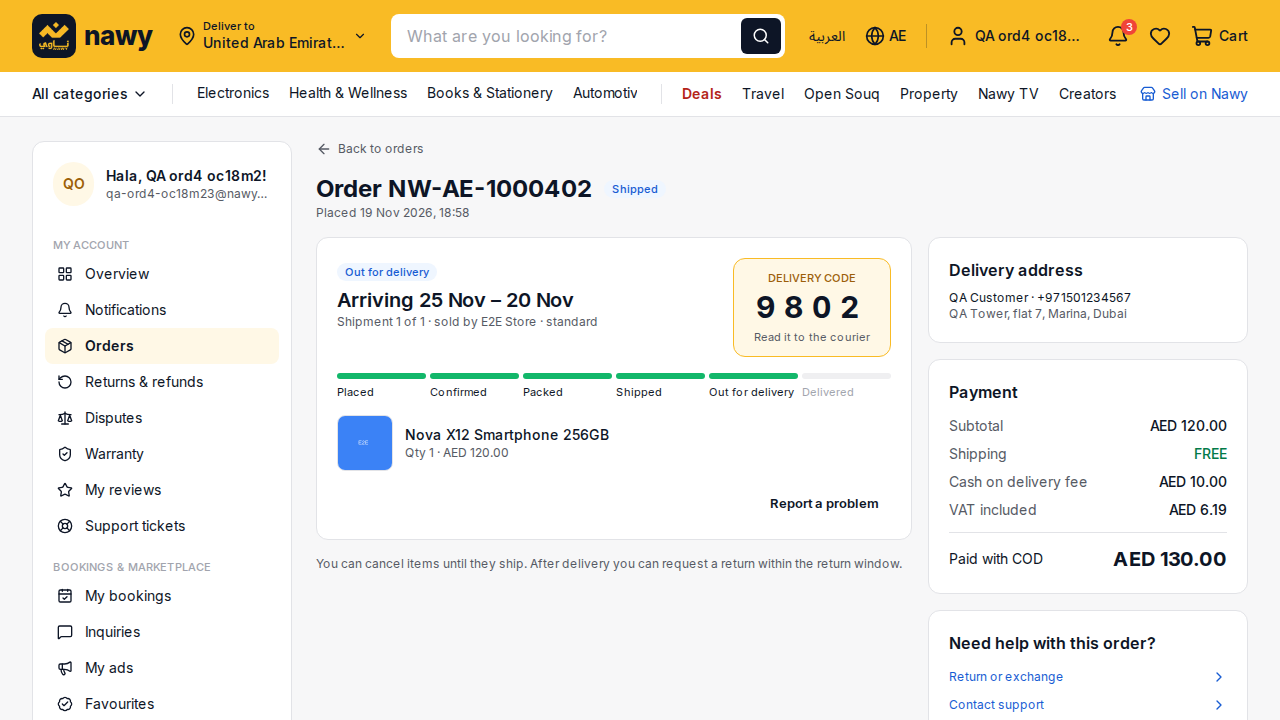 نـاوي
NAWY
nawy
Deliver to
United Arab Emirat...
What are you looking for?
العربية
AE
QA ord4 oc18...
3
Cart
All categories
Electronics
Health & Wellness
Books & Stationery
Automotiv
Deals
Travel
Open Souq
Property
Nawy TV
Creators
Sell on Nawy
QO
Hala, QA ord4 oc18m2!
qa-ord4-oc18m23@nawy...
MY ACCOUNT
Overview
Notifications
Orders
Returns & refunds
Disputes
Warranty
My reviews
Support tickets
BOOKINGS & MARKETPLACE
My bookings
Inquiries
My ads
Favourites
Back to orders
Order NW-AE-1000402
Shipped
Placed 19 Nov 2026, 18:58
Out for delivery
Arriving 25 Nov – 20 Nov
Shipment 1 of 1 · sold by E2E Store · standard
DELIVERY CODE
9802
Read it to the courier
Placed
Confirmed
Packed
Shipped
Out for delivery
Delivered
E2E
Nova X12 Smartphone 256GB
Qty 1 · AED 120.00
Report a problem
You can cancel items until they ship. After delivery you can request a return within the return window.
Delivery address
QA Customer · +971501234567
QA Tower, flat 7, Marina, Dubai
Payment
Subtotal AED 120.00
Shipping FREE
Cash on delivery fee AED 10.00
VAT included AED 6.19
Paid with COD AED 130.00
Need help with this order?
Return or exchange
Contact support